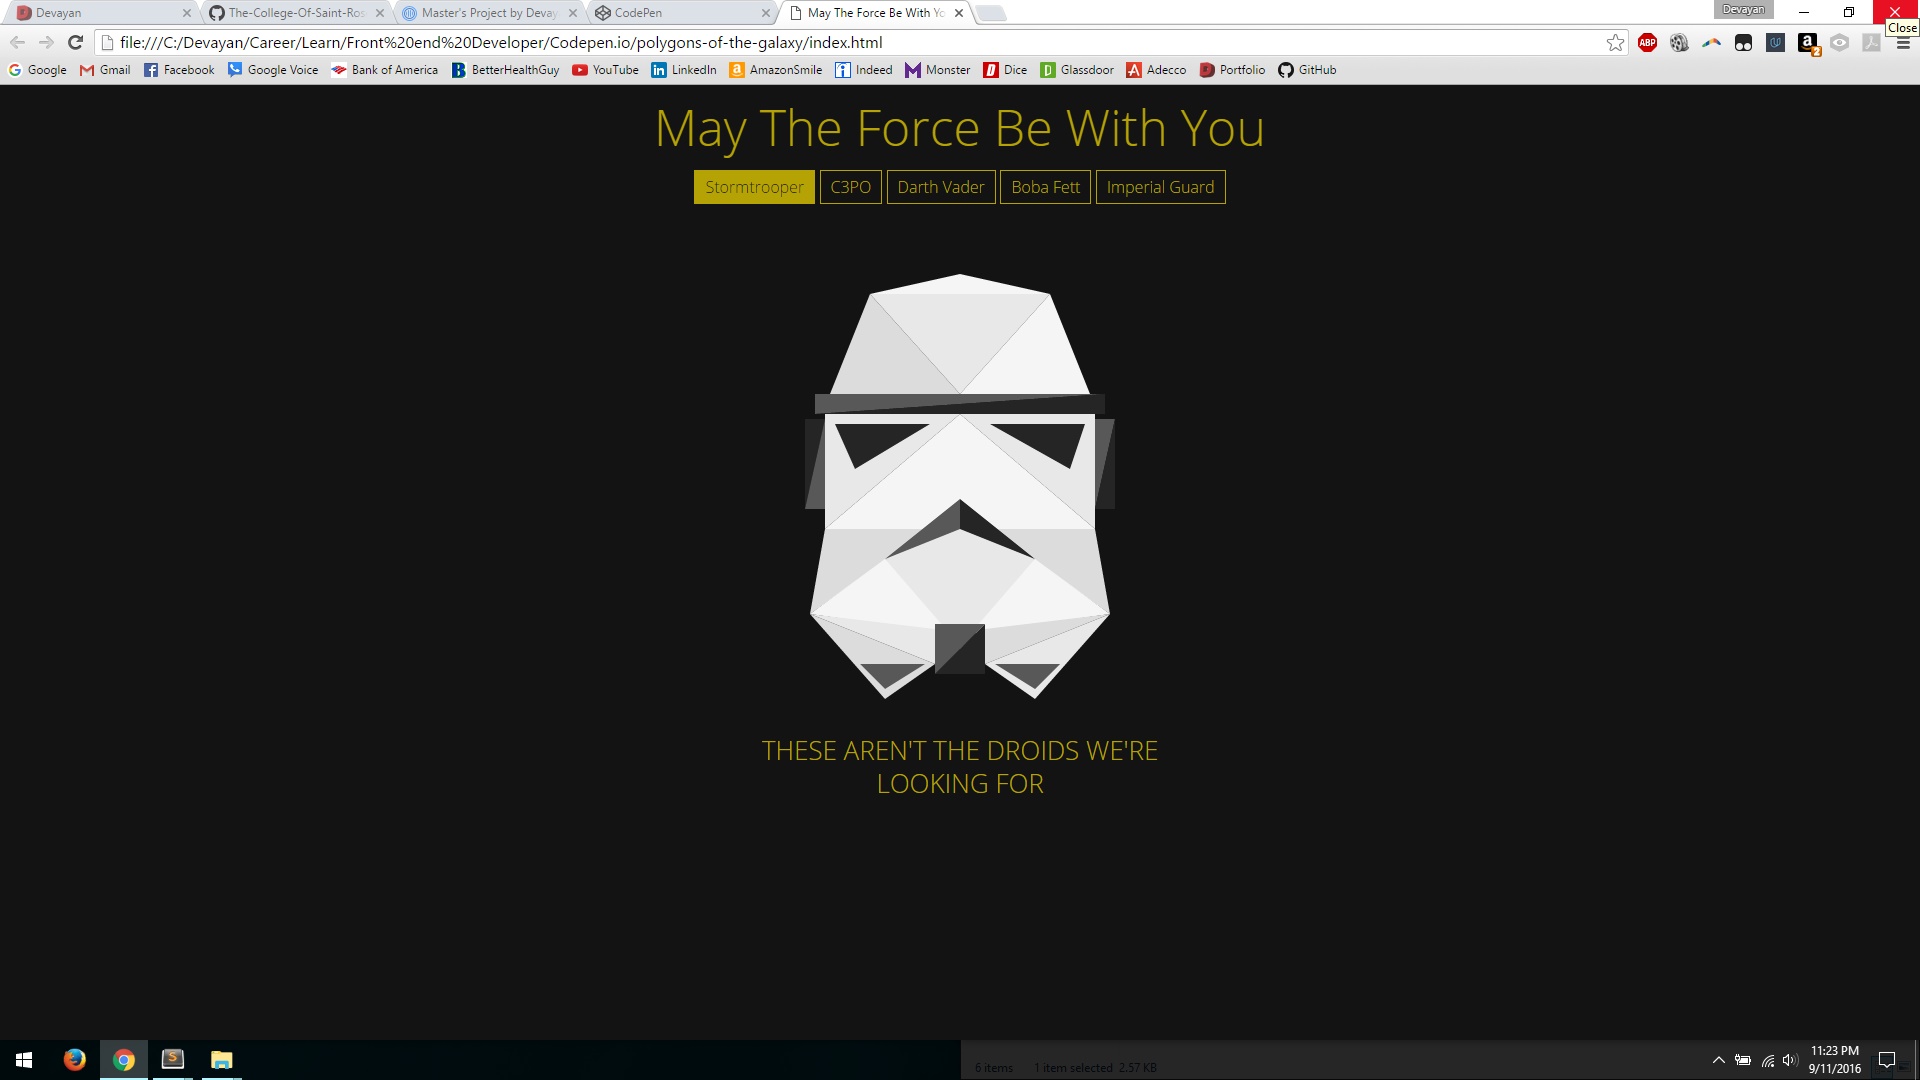 Devayan
The-College-Of-Saint-Ros
Master's Project by Devay
CodePen
May The Force Be With Yo
Devayan
Close
file:///C:/Devayan/Career/Learn/Front%20end%20Developer/Codepen.io/polygons-of-the-galaxy/index.html
ABP
2
Google
Gmail
Facebook
Google Voice
Bank of America
BetterHealthGuy
YouTube
LinkedIn
AmazonSmile
Indeed
Monster
Dice
Glassdoor
Adecco
Portfolio
GitHub
May The Force Be With You
Stormtrooper
C3PO
Darth Vader
Boba Fett
Imperial Guard
THESE AREN'T THE DROIDS WE'RE
LOOKING FOR
6 items
1 item selected 2.57 KB
11:23 PM
9/11/2016